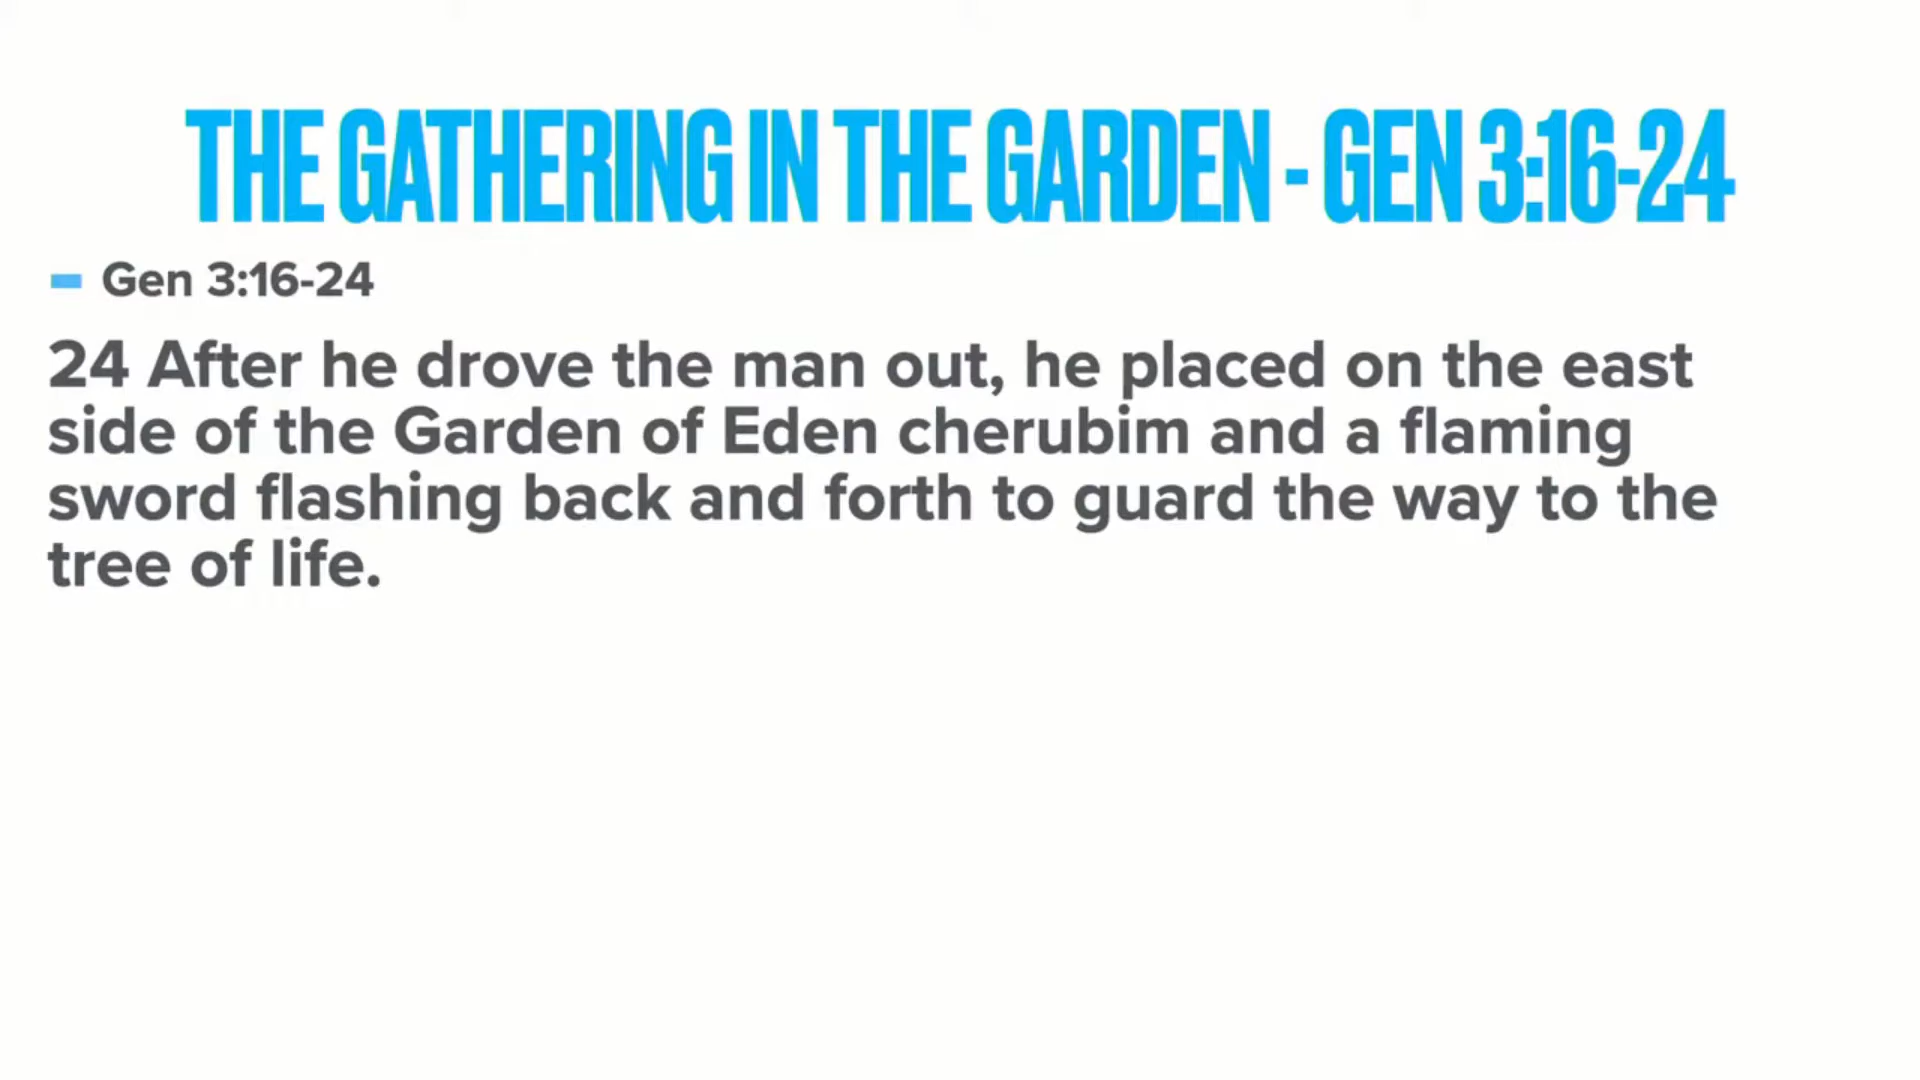 THE GATHERING IN THE GARDEN - GEN 3:16-24
Gen 3:16-24
24 After he drove the man out, he placed on the east
side of the Garden of Eden cherubim and a flaming
sword flashing back and forth to guard the way to the
tree of life.